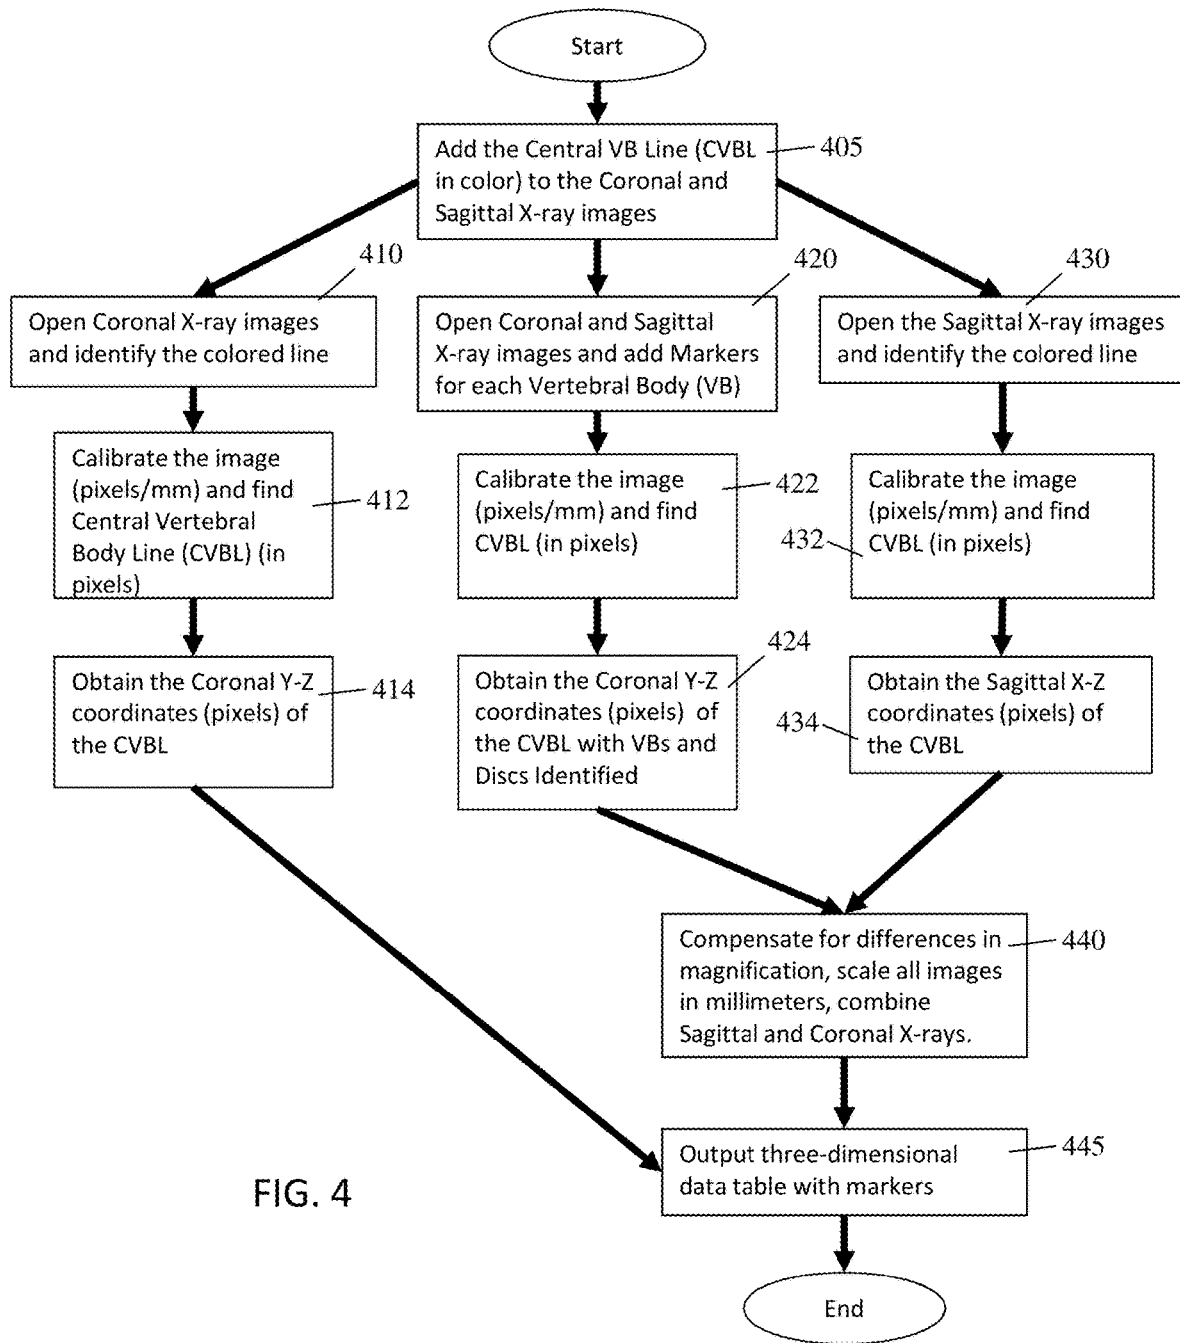 Start
Add the Central VB Line (CVBL
in color) to the Coronal and
Sagittal X-ray images
405
410
Open Coronal X-ray images
and identify the colored line
420
Open Coronal and Sagittal
X-ray images and add Markers
for each Vertebral Body (VB)
430
Open the Sagittal X-ray images
and identify the colored line
Calibrate the image
(pixels/mm) and find
Central Vertebral
Body Line (CVBL) (in
pixels)
412
Calibrate the image
(pixels/mm) and find
CVBL (in pixels)
422
Calibrate the image
(pixels/mm) and find
CVBL (in pixels)
432
Obtain the Coronal Y-Z
coordinates (pixels) of
the CVBL
414
Obtain the Coronal Y-Z
coordinates (pixels) of
the CVBL with VBs and
Discs Identified
424
Obtain the Sagittal X-Z
coordinates (pixels) of
the CVBL
434
Compensate for differences in
magnification, scale all images
in millimeters, combine
Sagittal and Coronal X-rays.
440
Output three-dimensional
data table with markers
445
FIG. 4
End